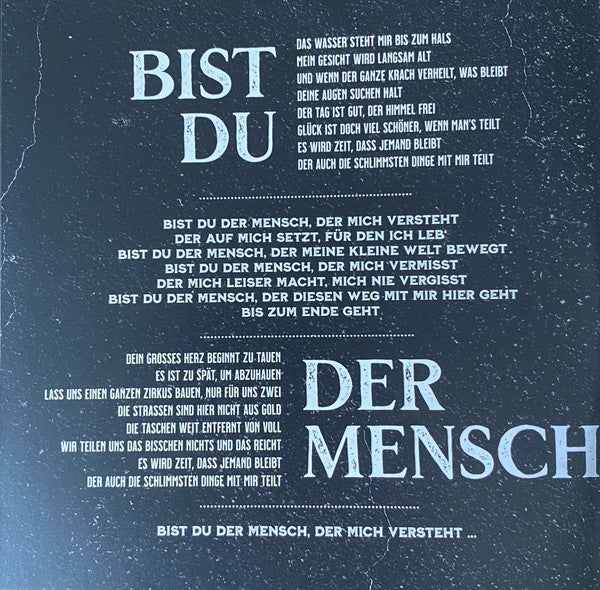 BIST
DU
DAS WASSER STEHT MIR BIS ZUM HALS
MEIN GESICHT WIRD LANGSAM ALT
UND WENN DER GANZE KRACH VERHEILT, WAS BLEIBT
DEINE AUGEN SUCHEN HALT
DER TAG IST GUT, DER HIMMEL FREI
GLÜCK IST DOCH VIEL SCHÖNER, WENN MAN'S TEILT
ES WIRD ZEIT, DASS JEMAND BLEIBT
DER AUCH DIE SCHLIMMSTEN DINGE MIT MIR TEILT
BIST DU DER MENSCH, DER MICH VERSTEHT
DER AUF MICH SETZT, FÜR DEN ICH LEB'
BIST DU DER MENSCH, DER MEINE KLEINE WELT BEWEGT
BIST DU DER MENSCH, DER MICH VERMISST
DER MICH LEISER MACHT, MICH NIE VERGISST
BIST DU DER MENSCH, DER DIESEN WEG MIT MIR HIER GEHT
BIS ZUM ENDE GEHT
DEIN GROSSES HERZ BEGINNT ZU TAUEN
ES IST ZU SPÄT, UM ABZUHAUEN
LASS UNS EINEN GANZEN ZIRKUS BAUEN, NUR FÜR UNS ZWEI
DIE STRASSEN SIND HIER NICHT AUS GOLD
DIE TASCHEN WEIT ENTFERNT VON VOLL
WIR TEILEN UNS DAS BISSCHEN NICHTS UND DAS REICHT
ES WIRD ZEIT, DASS JEMAND BLEIBT
DER AUCH DIE SCHLIMMSTEN DINGE MIT MIR TEILT
DER
MENSCH
BIST DU DER MENSCH, DER MICH VERSTEHT ...